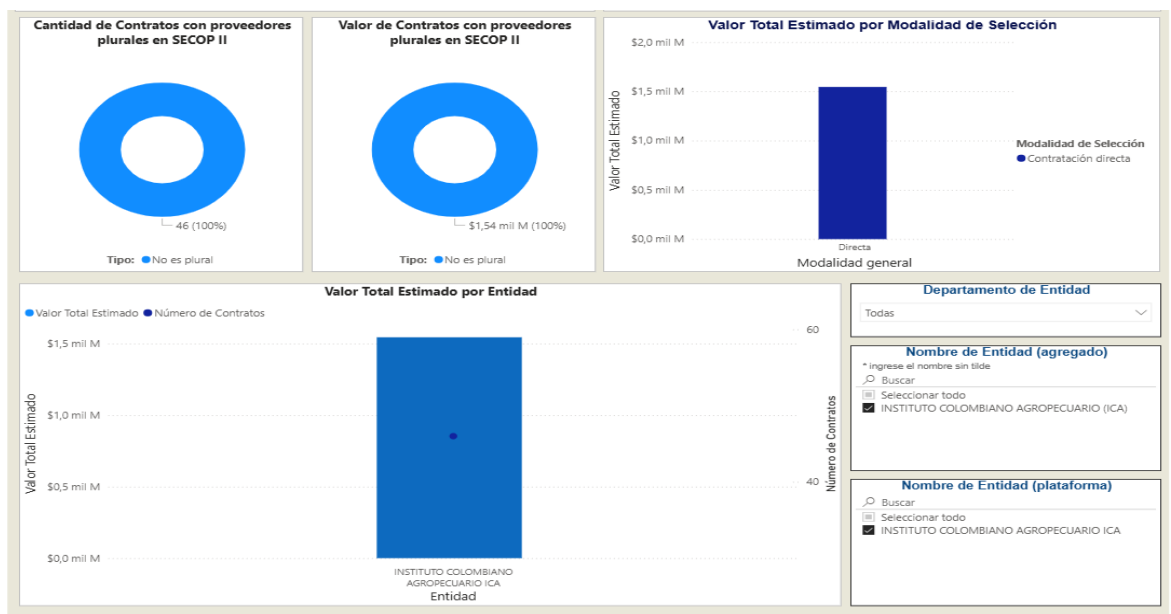 Cantidad de Contratos con proveedores
plurales en SECOP II
46 (100%)
Tipo: No es plural
Valor de Contratos con proveedores
plurales en SECOP II
$1,54 mil M (100%)
Tipo: No es plural
Valor Total Estimado por Modalidad de Selección
Valor Total Estimado
$2,0 mil M
$1,5 mil M
$1,0 mil M
$0,5 mil M
$0,0 mil M
Directa
Modalidad general
Modalidad de Selección
Contratación directa
Valor Total Estimado por Entidad
Valor Total Estimado Número de Contratos
Valor Total Estimado
$1,5 mil M
$1,0 mil M
$0,5 mil M
$0,0 mil M
60
40
Número de Contratos
INSTITUTO COLOMBIANO
AGROPECUARIO ICA
Entidad
Departamento de Entidad
Todas
Nombre de Entidad (agregado)
* ingrese el nombre sin tilde
Buscar
Seleccionar todo
INSTITUTO COLOMBIANO AGROPECUARIO (ICA)
Nombre de Entidad (plataforma)
Buscar
Seleccionar todo
INSTITUTO COLOMBIANO AGROPECUARIO ICA